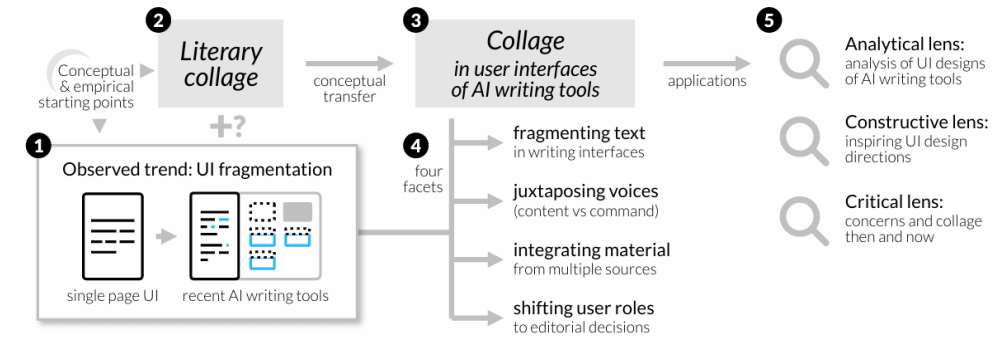 Conceptual
& empirical
starting points
1
Observed trend: UI fragmentation
single page UI
recent AI writing tools
+?
2
Literary
collage
conceptual
transfer
3
Collage
in user interfaces
of AI writing tools
4
four
facets
fragmenting text
in writing interfaces
juxtaposing voices
(content vs command)
integrating material
from multiple sources
shifting user roles
to editorial decisions
applications
5
Analytical lens:
analysis of UI designs
of AI writing tools
Constructive lens:
inspiring UI design
directions
Critical lens:
concerns and collage
then and now